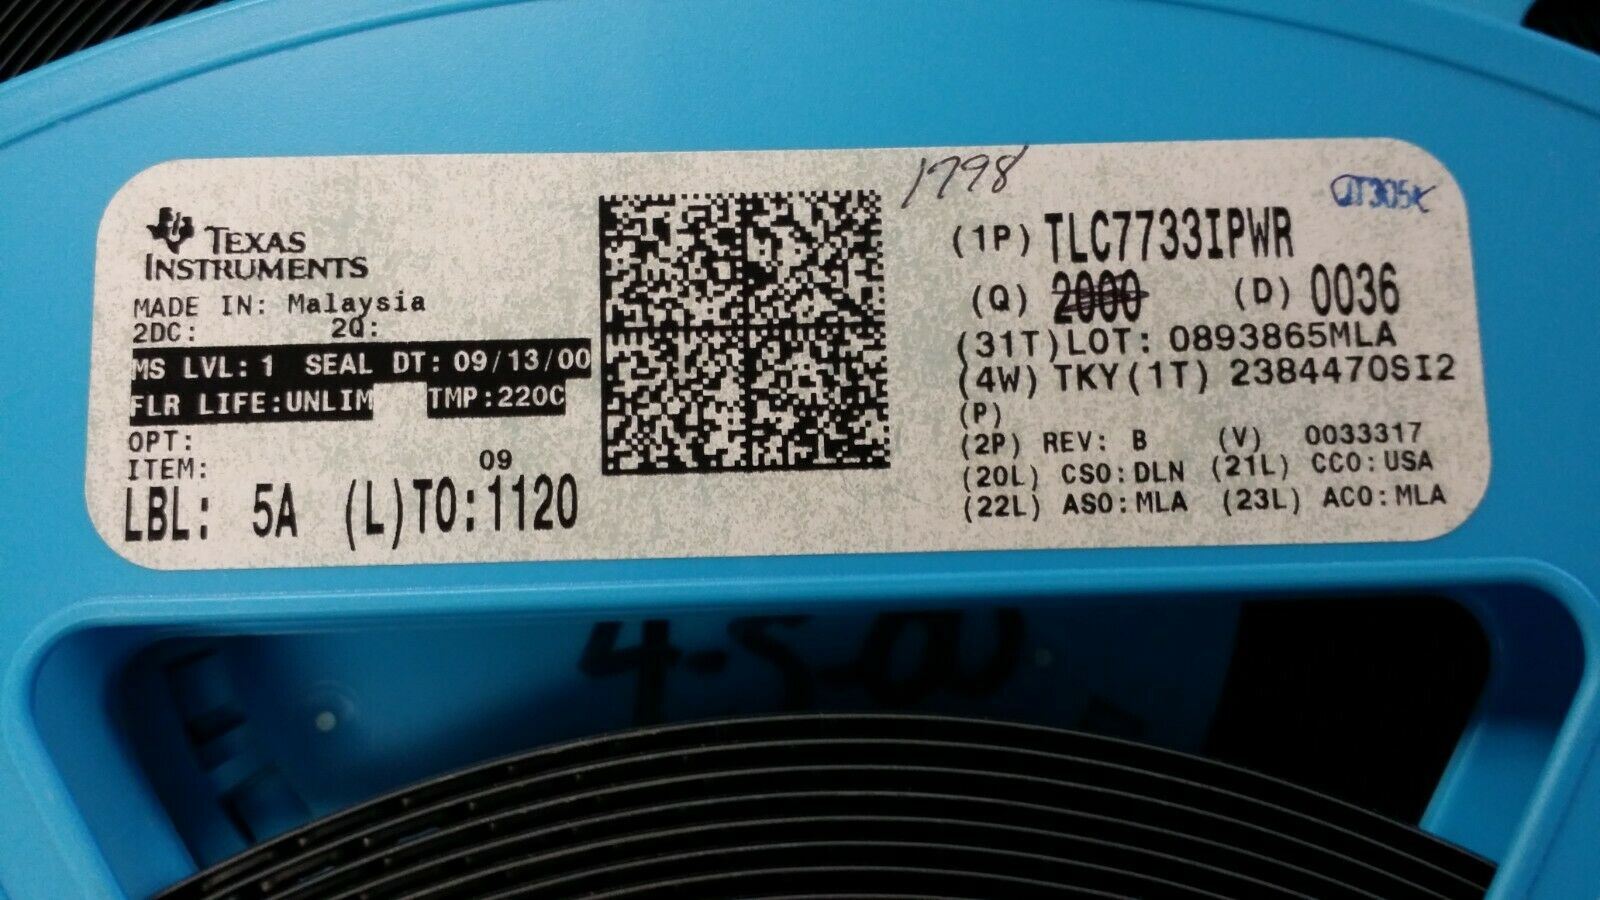 TEXAS
INSTRUMENTS
MADE IN: Malaysia
2DC: 2Q:
MS LVL: 1 SEAL DT: 09/13/00
FLR LIFE:UNLIM TMP:220C
OPT:
ITEM: 09
LBL: 5A (L)TO:1120
1798
QT305K
(1P) TLC7733IPWR
(Q) 2000 (D) 0036
(31T)LOT: 0893865MLA
(4W) TKY(1T) 2384470SI2
(P)
(2P) REV: B (V) 0033317
(20L) CSO:DLN (21L) CCO:USA
(22L) ASO:MLA (23L) ACO:MLA
4-5-00